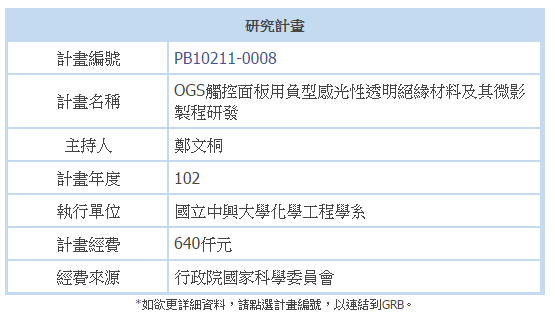 研究計畫
計畫編號 PB10211-0008
計畫名稱 OGS觸控面板用負型感光性透明絕緣材料及其微影
製程研發
主持人 鄭文桐
計畫年度 102
執行單位 國立中興大學化學工程學系
計畫經費 640仟元
經費來源 行政院國家科學委員會
*如欲更詳細資料，請點選計畫編號，以連結到GRB。